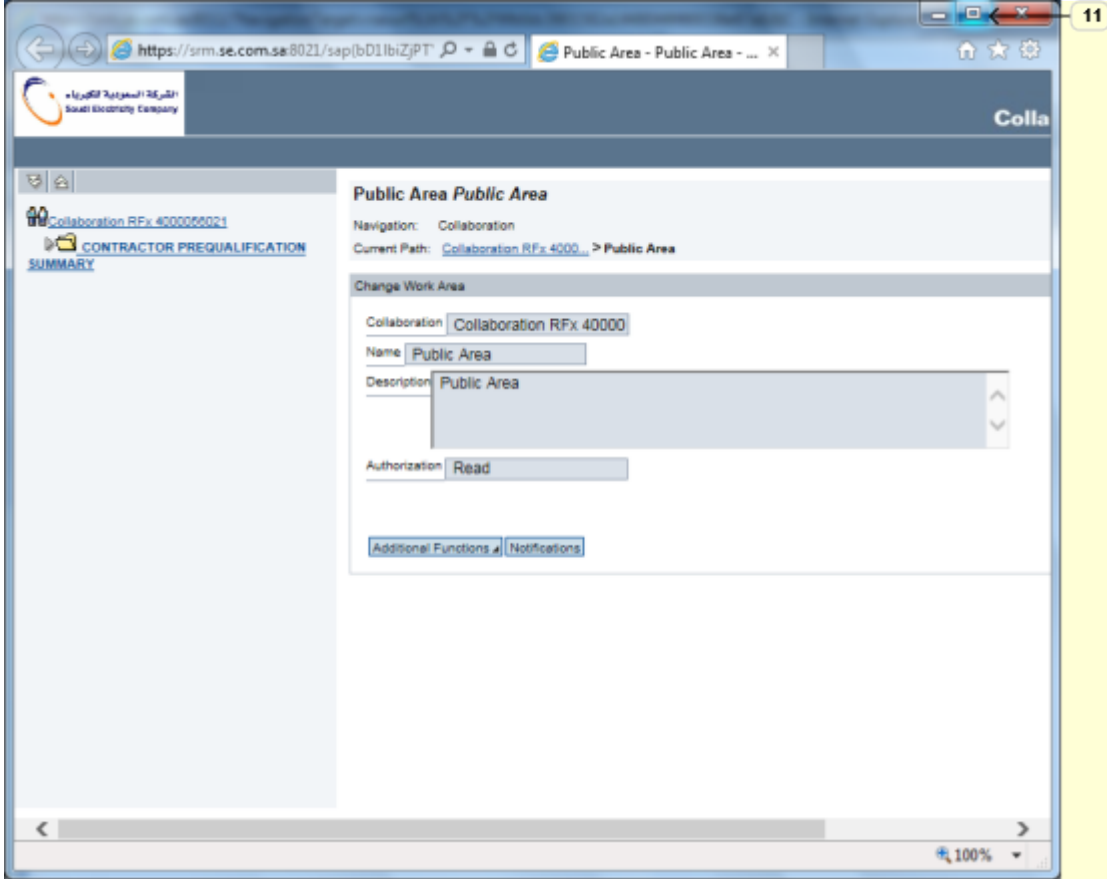 11
https://srm.se.com.sa:8021/sap(bD1lbiZjPT
Public Area - Public Area - ...
الشركة السعودية للكهرباء
Saudi Electricity Company
Colla
Collaboration RFx 4000056021
CONTRACTOR PREQUALIFICATION
SUMMARY
Public Area Public Area
Navigation: Collaboration
Current Path: Collaboration RFx 4000... > Public Area
Change Work Area
Collaboration Collaboration RFx 40000
Name Public Area
Description Public Area
Authorization Read
Additional Functions Notifications
100%